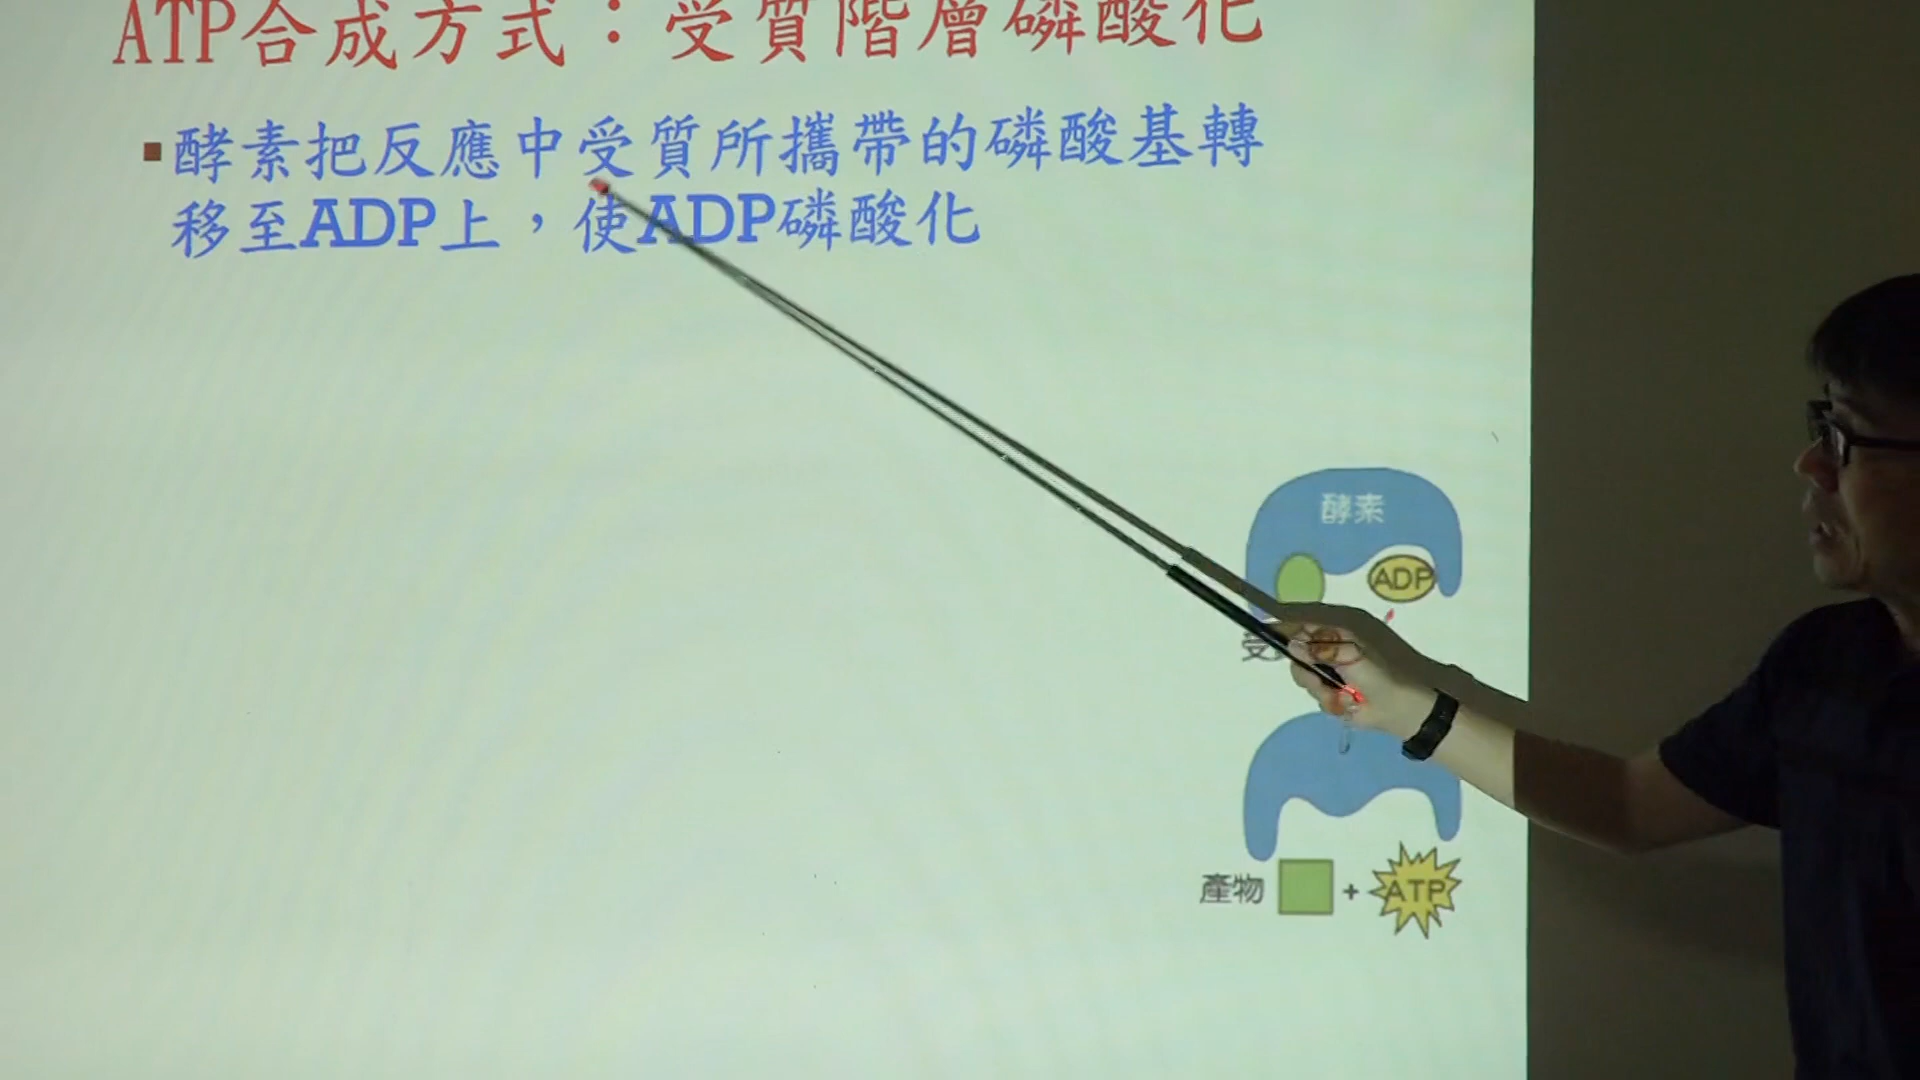 ATP合成方式：受質階層磷酸化
酵素把反應中受質所攜帶的磷酸基轉
移至ADP上，使ADP磷酸化
酵素
ADP
受
產物 + ATP